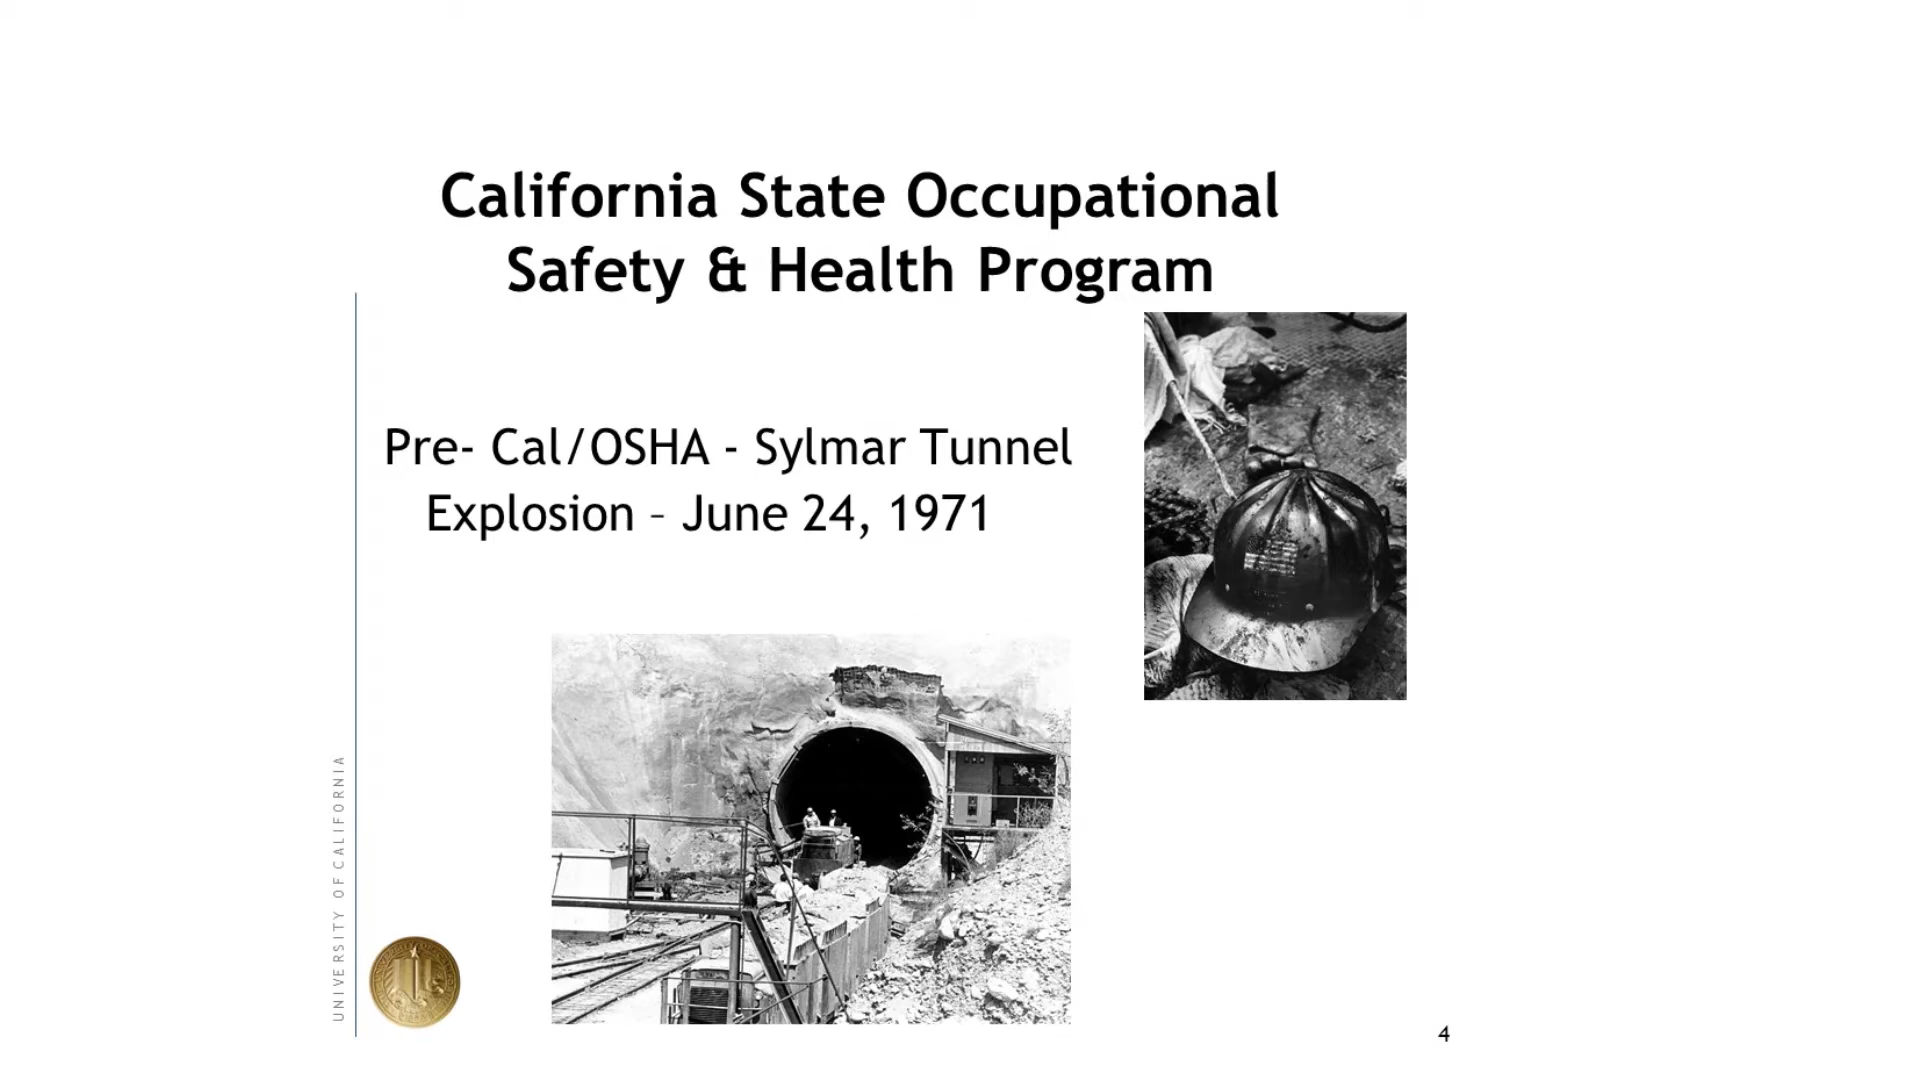 California State Occupational
Safety & Health Program
Pre- Cal/OSHA - Sylmar Tunnel
Explosion – June 24, 1971
UNIVERSITY OF CALIFORNIA
4